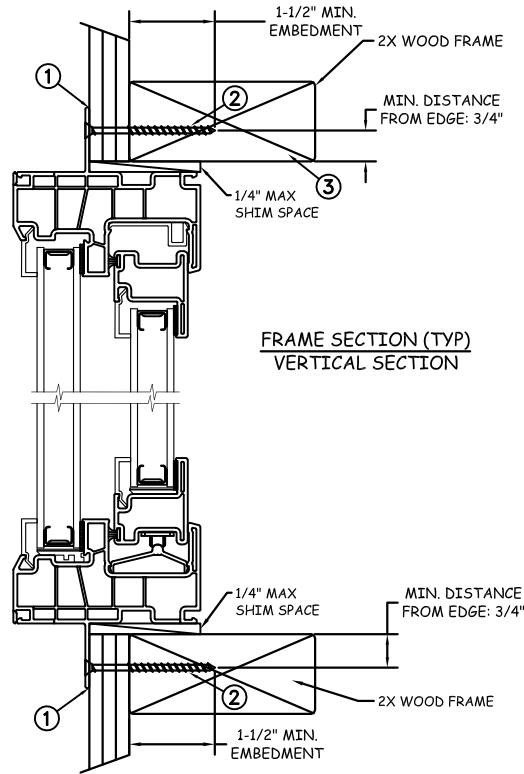 1-1/2" MIN.
EMBEDMENT
2X WOOD FRAME
1
2
MIN. DISTANCE
FROM EDGE: 3/4"
3
1/4" MAX
SHIM SPACE
FRAME SECTION (TYP)
VERTICAL SECTION
1/4" MAX
SHIM SPACE
MIN. DISTANCE
FROM EDGE: 3/4"
2
1
2X WOOD FRAME
1-1/2" MIN.
EMBEDMENT